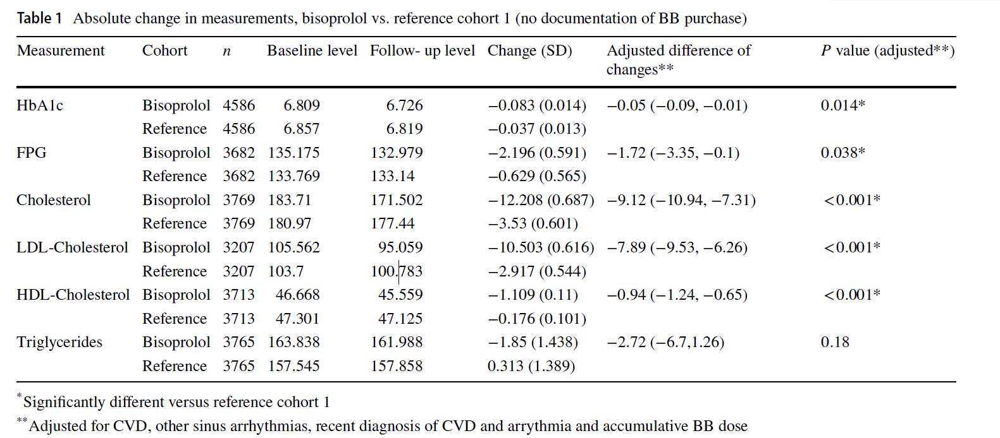 Table 1 Absolute change in measurements, bisoprolol vs. reference cohort 1 (no documentation of BB purchase)
Measurement Cohort n Baseline level Follow- up level Change (SD) Adjusted difference of changes** P value (adjusted**)
HbA1c Bisoprolol 4586 6.809 6.726 −0.083 (0.014) −0.05 (−0.09, −0.01) 0.014*
Reference 4586 6.857 6.819 −0.037 (0.013)
FPG Bisoprolol 3682 135.175 132.979 −2.196 (0.591) −1.72 (−3.35, −0.1) 0.038*
Reference 3682 133.769 133.14 −0.629 (0.565)
Cholesterol Bisoprolol 3769 183.71 171.502 −12.208 (0.687) −9.12 (−10.94, −7.31) <0.001*
Reference 3769 180.97 177.44 −3.53 (0.601)
LDL-Cholesterol Bisoprolol 3207 105.562 95.059 −10.503 (0.616) −7.89 (−9.53, −6.26) <0.001*
Reference 3207 103.7 100.783 −2.917 (0.544)
HDL-Cholesterol Bisoprolol 3713 46.668 45.559 −1.109 (0.11) −0.94 (−1.24, −0.65) <0.001*
Reference 3713 47.301 47.125 −0.176 (0.101)
Triglycerides Bisoprolol 3765 163.838 161.988 −1.85 (1.438) −2.72 (−6.7,1.26) 0.18
Reference 3765 157.545 157.858 0.313 (1.389)
*Significantly different versus reference cohort 1
**Adjusted for CVD, other sinus arrhythmias, recent diagnosis of CVD and arrythmia and accumulative BB dose